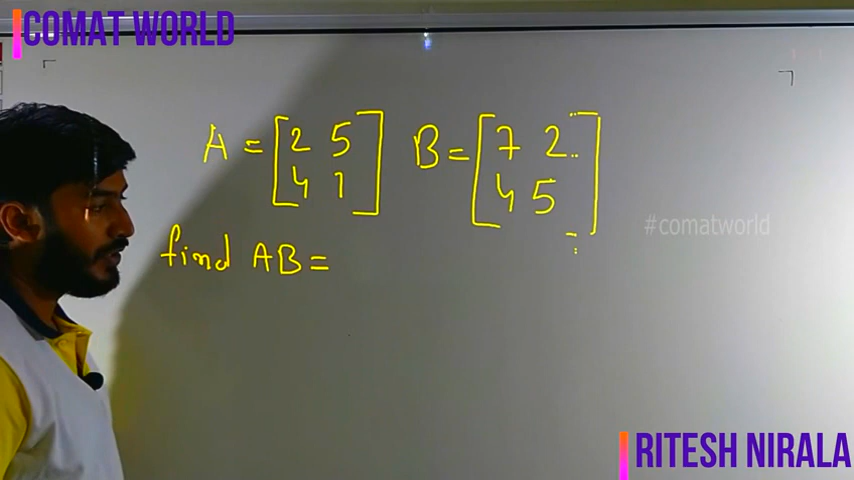 COMAT WORLD
A = [2 5
4 1] B = [7 2
4 5]
#comatworld
find AB =
RITESH NIRALA